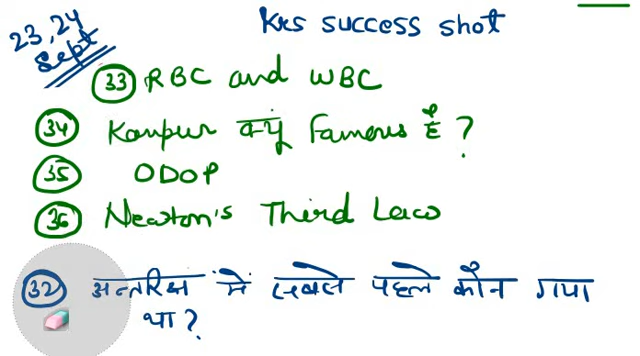 23,24 Sept
Krs success shot
33 RBC and WBC
34 Kanpur क्यु Famous है ?
35 ODOP
36 Newton's Third Law
32 अन्तरिक्ष में सबसे पहले कौन गया
था?